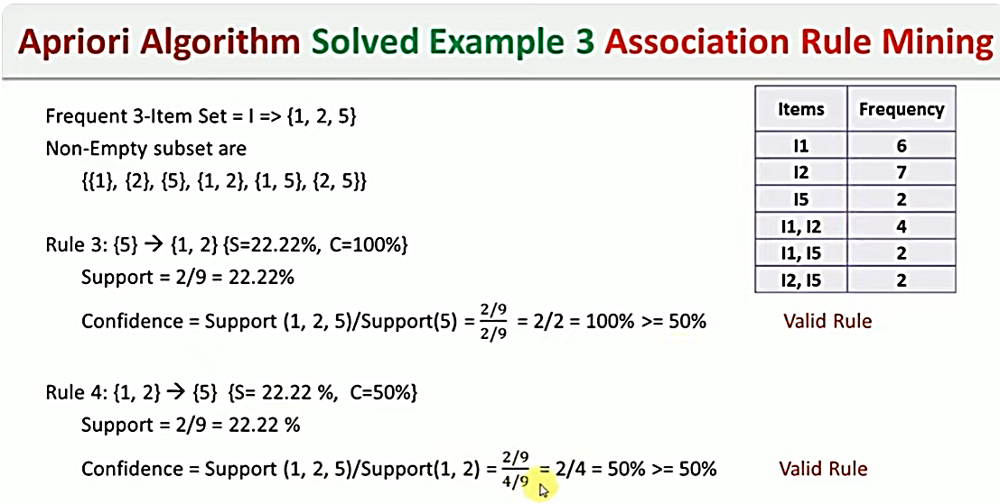 Apriori Algorithm Solved Example 3 Association Rule Mining
Frequent 3-Item Set = I => {1, 2, 5}
Non-Empty subset are
{{1}, {2}, {5}, {1, 2}, {1, 5}, {2, 5}}
Items Frequency
I1 6
I2 7
I5 2
I1, I2 4
I1, I5 2
I2, I5 2
Rule 3: {5} → {1, 2} {S=22.22%, C=100%}
Support = 2/9 = 22.22%
Confidence = Support (1, 2, 5)/Support(5) = 2/9 / 2/9 = 2/2 = 100% >= 50% Valid Rule
Rule 4: {1, 2} → {5} {S= 22.22 %, C=50%}
Support = 2/9 = 22.22 %
Confidence = Support (1, 2, 5)/Support(1, 2) = 2/9 / 4/9 = 2/4 = 50% >= 50% Valid Rule